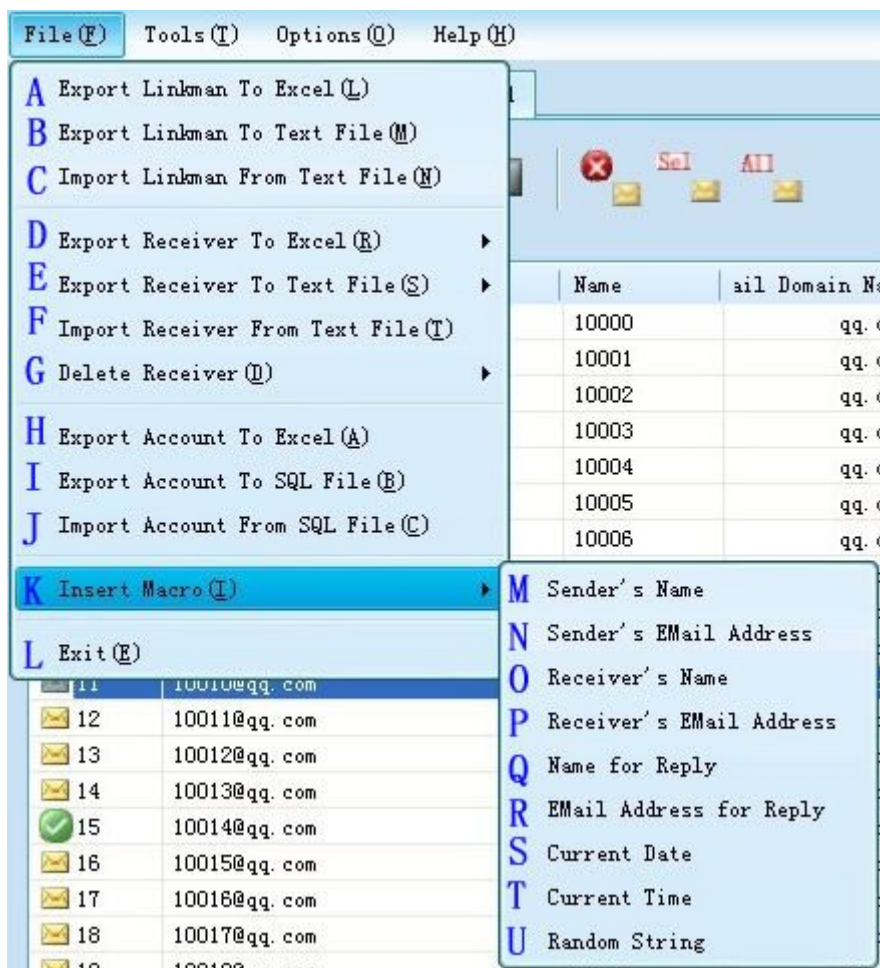 File(F) Tools(T) Options(O) Help(H)
A Export Linkman To Excel(L)
B Export Linkman To Text File(M)
C Import Linkman From Text File(N)
Sel All
D Export Receiver To Excel(R)
E Export Receiver To Text File(S)
F Import Receiver From Text File(T)
G Delete Receiver(D)
H Export Account To Excel(A)
I Export Account To SQL File(B)
J Import Account From SQL File(C)
K Insert Macro(I)
L Exit(E)
Name ail Domain Na
10000 qq.
10001 qq.
10002 qq.
10003 qq.
10004 qq.
10005 qq.
10006 qq.
M Sender's Name
N Sender's EMail Address
O Receiver's Name
P Receiver's EMail Address
Q Name for Reply
R EMail Address for Reply
S Current Date
T Current Time
U Random String
11 10010@qq.com
12 10011@qq.com
13 10012@qq.com
14 10013@qq.com
15 10014@qq.com
16 10015@qq.com
17 10016@qq.com
18 10017@qq.com